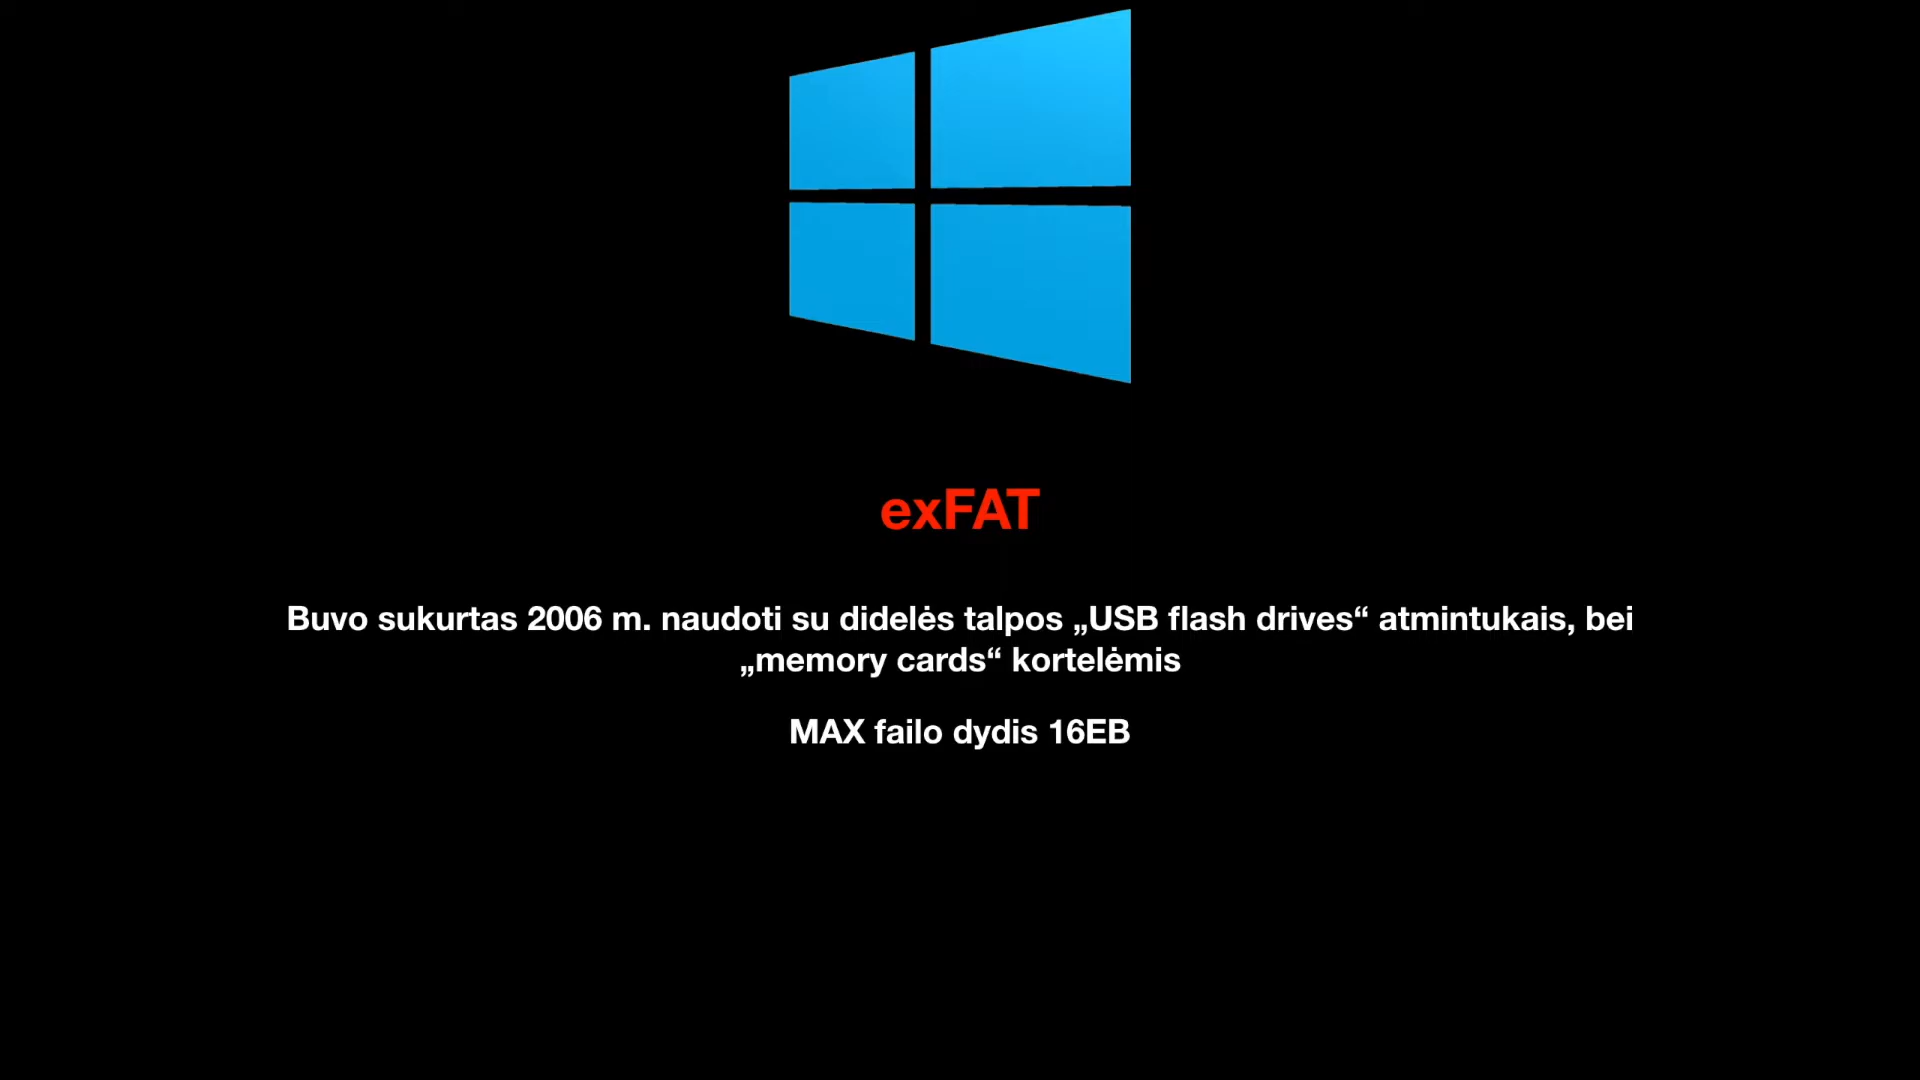 exFAT
Buvo sukurtas 2006 m. naudoti su didelės talpos „USB flash drives“ atmintukais, bei
„memory cards“ kortelėmis
MAX failo dydis 16EB